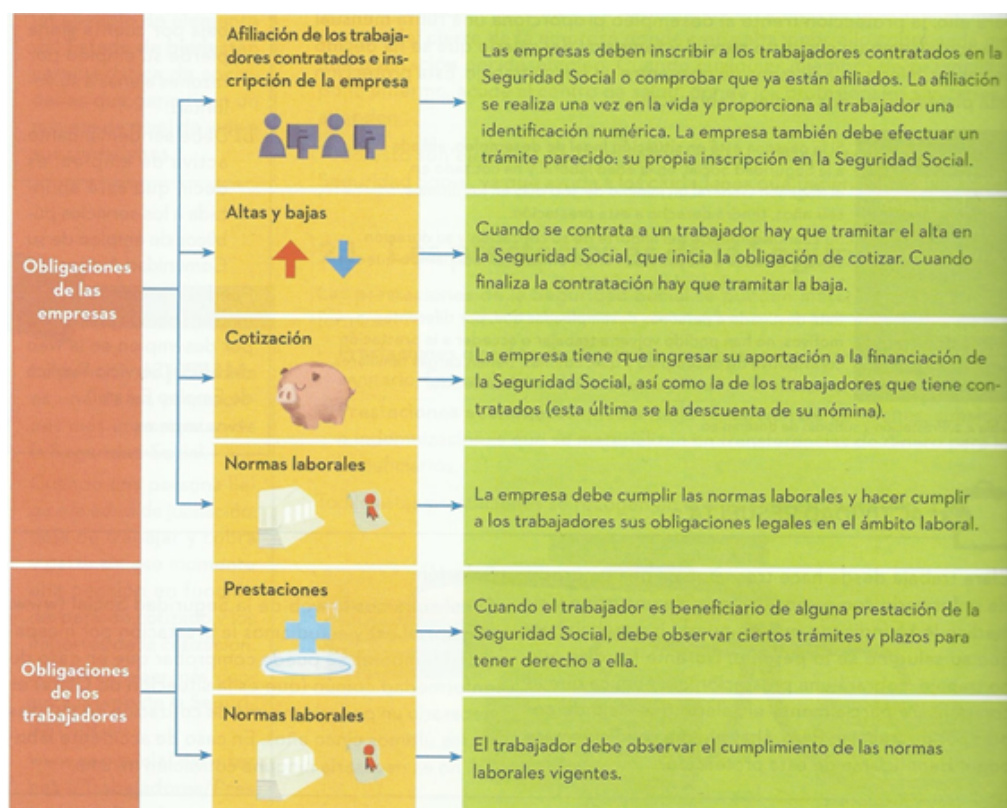 Obligaciones
de las
empresas
Afiliación de los trabaja-
dores contratados e ins-
cripción de la empresa
Las empresas deben inscribir a los trabajadores contratados en la
Seguridad Social o comprobar que ya están afiliados. La afiliación
se realiza una vez en la vida y proporciona al trabajador una
identificación numérica. La empresa también debe efectuar un
trámite parecido: su propia inscripción en la Seguridad Social.
Altas y bajas
Cuando se contrata a un trabajador hay que tramitar el alta en
la Seguridad Social, que inicia la obligación de cotizar. Cuando
finaliza la contratación hay que tramitar la baja.
Cotización
La empresa tiene que ingresar su aportación a la financiación de
la Seguridad Social, así como la de los trabajadores que tiene con-
tratados (esta última se la descuenta de su nómina).
Normas laborales
La empresa debe cumplir las normas laborales y hacer cumplir
a los trabajadores sus obligaciones legales en el ámbito laboral.
Obligaciones
de los
trabajadores
Prestaciones
Cuando el trabajador es beneficiario de alguna prestación de la
Seguridad Social, debe observar ciertos trámites y plazos para
tener derecho a ella.
Normas laborales
El trabajador debe observar el cumplimiento de las normas
laborales vigentes.